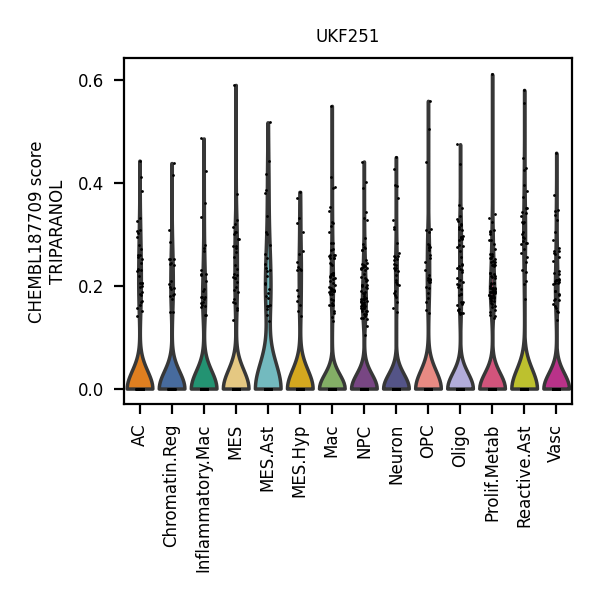 UKF251
CHEMBL187709 score
TRIPARANOL
0.6
0.4
0.2
0.0
AC
Chromatin.Reg
Inflammatory.Mac
MES
MES.Ast
MES.Hyp
Mac
NPC
Neuron
OPC
Oligo
Prolif.Metab
Reactive.Ast
Vasc